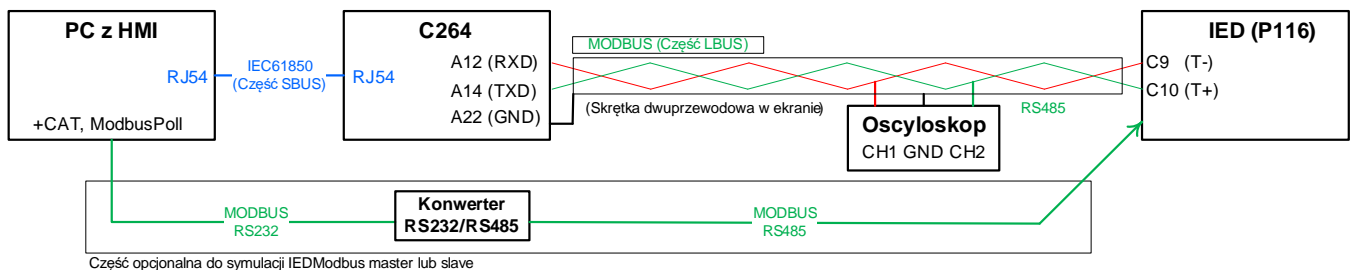 PC z HMI
RJ54
+CAT, ModbusPoll
IEC61850
(Część SBUS)
C264
RJ54
A12 (RXD)
A14 (TXD)
A22 (GND)
MODBUS (Część LBUS)
(Skrętka dwuprzewodowa w ekranie)
Oscyloskop
CH1 GND CH2
RS485
IED (P116)
C9 (T-)
C10 (T+)
MODBUS
RS232
Konwerter
RS232/RS485
MODBUS
RS485
Część opcjonalna do symulacji IEDModbus master lub slave